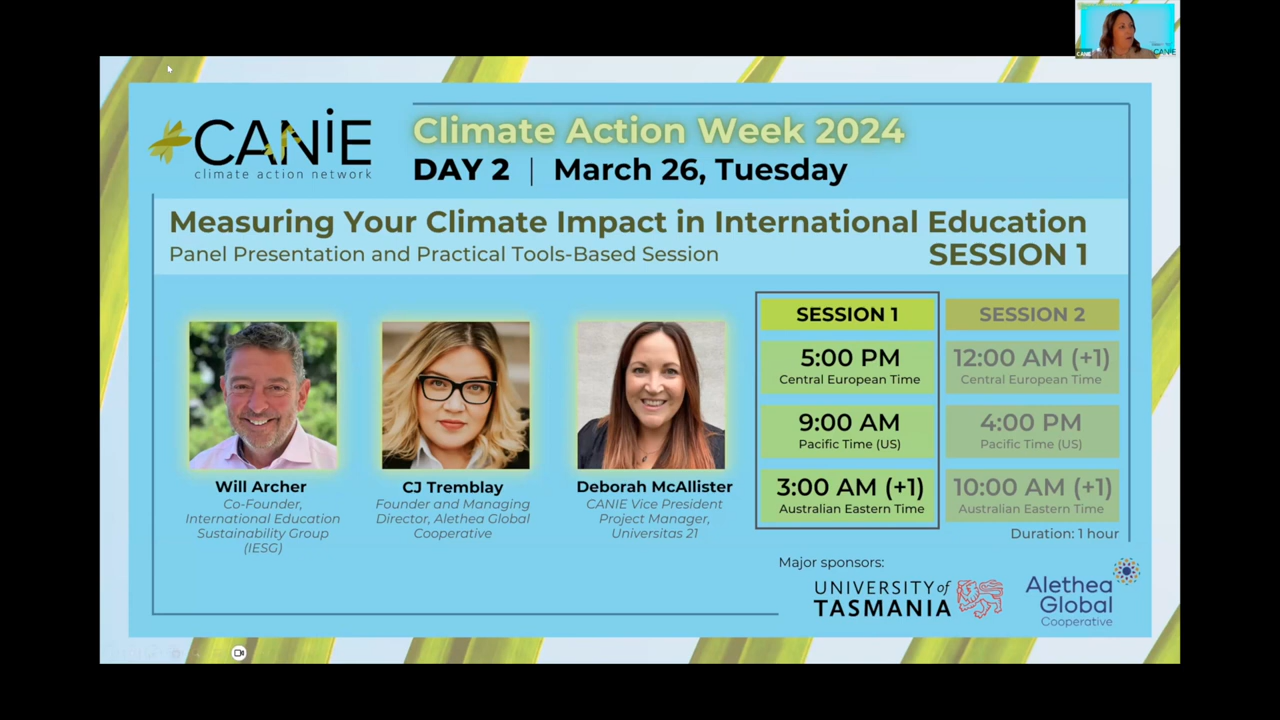 CANiE
climate action network
Climate Action Week 2024
DAY 2 | March 26, Tuesday
Measuring Your Climate Impact in International Education
Panel Presentation and Practical Tools-Based Session
SESSION 1
Will Archer
Co-Founder,
International Education
Sustainability Group
(IESG)
CJ Tremblay
Founder and Managing
Director, Alethea Global
Cooperative
Deborah McAllister
CANIE Vice President
Project Manager,
Universitas 21
SESSION 1
5:00 PM
Central European Time
9:00 AM
Pacific Time (US)
3:00 AM (+1)
Australian Eastern Time
SESSION 2
12:00 AM (+1)
Central European Time
4:00 PM
Pacific Time (US)
10:00 AM (+1)
Australian Eastern Time
Duration: 1 hour
Major sponsors:
UNIVERSITY of
TASMANIA
Alethea
Global
Cooperative
CANIE
CANiE